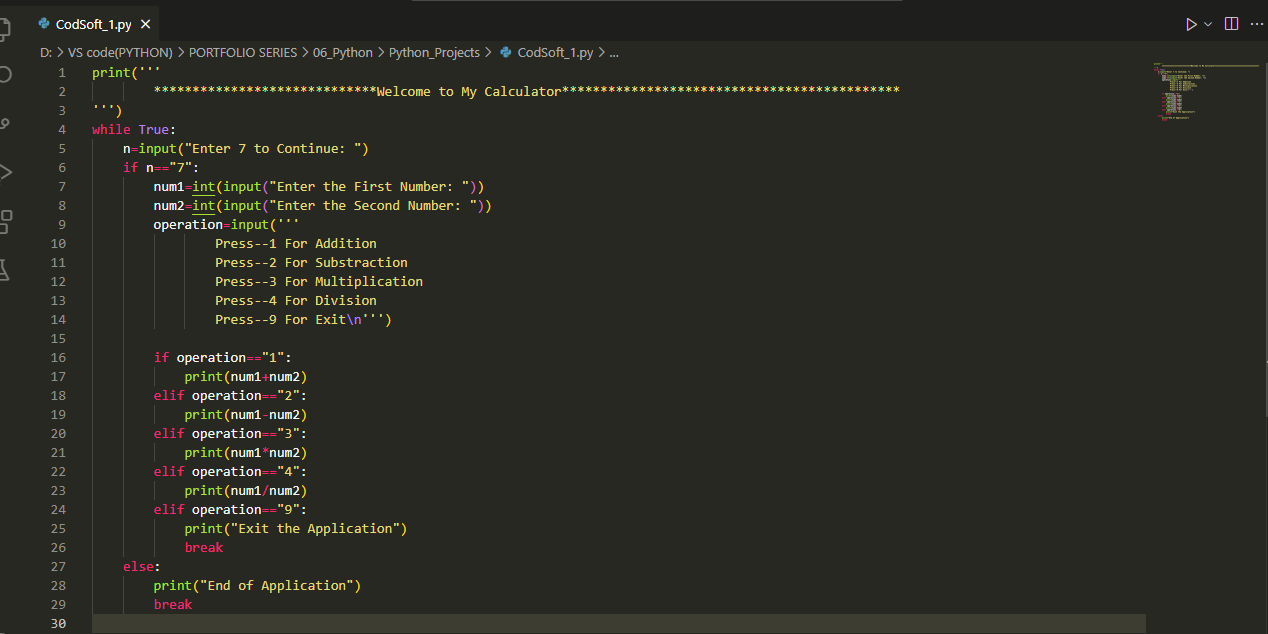 CodSoft_1.py
D: > VS code(PYTHON) > PORTFOLIO SERIES > 06_Python > Python_Projects > CodSoft_1.py > ...
1 print('''
2         *****************************Welcome to My Calculator********************************************
3 ''')
4 while True:
5     n=input("Enter 7 to Continue: ")
6     if n=="7":
7         num1=int(input("Enter the First Number: "))
8         num2=int(input("Enter the Second Number: "))
9         operation=input('''
10                 Press--1 For Addition
11                 Press--2 For Substraction
12                 Press--3 For Multiplication
13                 Press--4 For Division
14                 Press--9 For Exit\n''')
15
16         if operation=="1":
17             print(num1+num2)
18         elif operation=="2":
19             print(num1-num2)
20         elif operation=="3":
21             print(num1*num2)
22         elif operation=="4":
23             print(num1/num2)
24         elif operation=="9":
25             print("Exit the Application")
26             break
27     else:
28         print("End of Application")
29         break
30